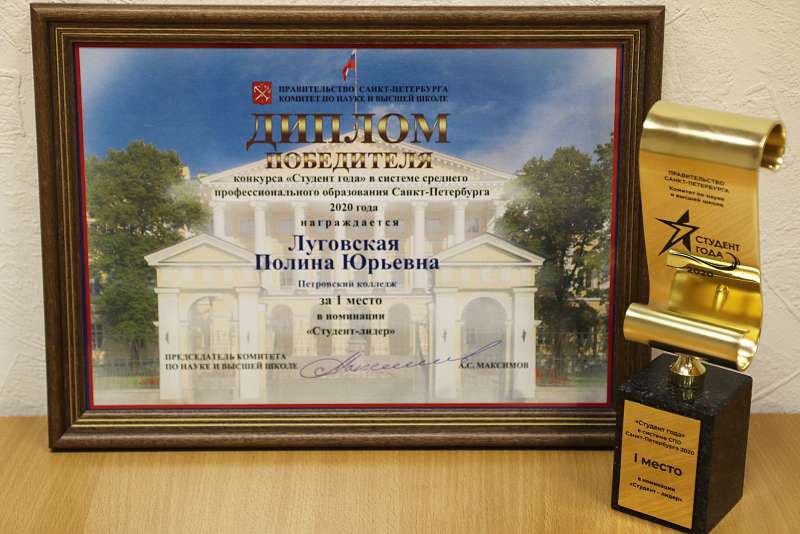 ПРАВИТЕЛЬСТВО САНКТ-ПЕТЕРБУРГА
КОМИТЕТ ПО НАУКЕ И ВЫСШЕЙ ШКОЛЕ
ДИПЛОМ
ПОБЕДИТЕЛЯ
конкурса «Студент года» в системе среднего
профессионального образования Санкт-Петербурга
2020 года
награждается
Луговская
Полина Юрьевна
Петровский колледж
за 1 место
в номинации
«Студент-лидер»
ПРЕДСЕДАТЕЛЬ КОМИТЕТА
ПО НАУКЕ И ВЫСШЕЙ ШКОЛЕ
А.С. МАКСИМОВ
ПРАВИТЕЛЬСТВО
САНКТ-ПЕТЕРБУРГА
Комитет по науке
и высшей школе
СТУДЕНТ
ГОДА
2020
«Студент года»
в системе СПО
Санкт-Петербурга 2020
I место
в номинации
«Студент - лидер»